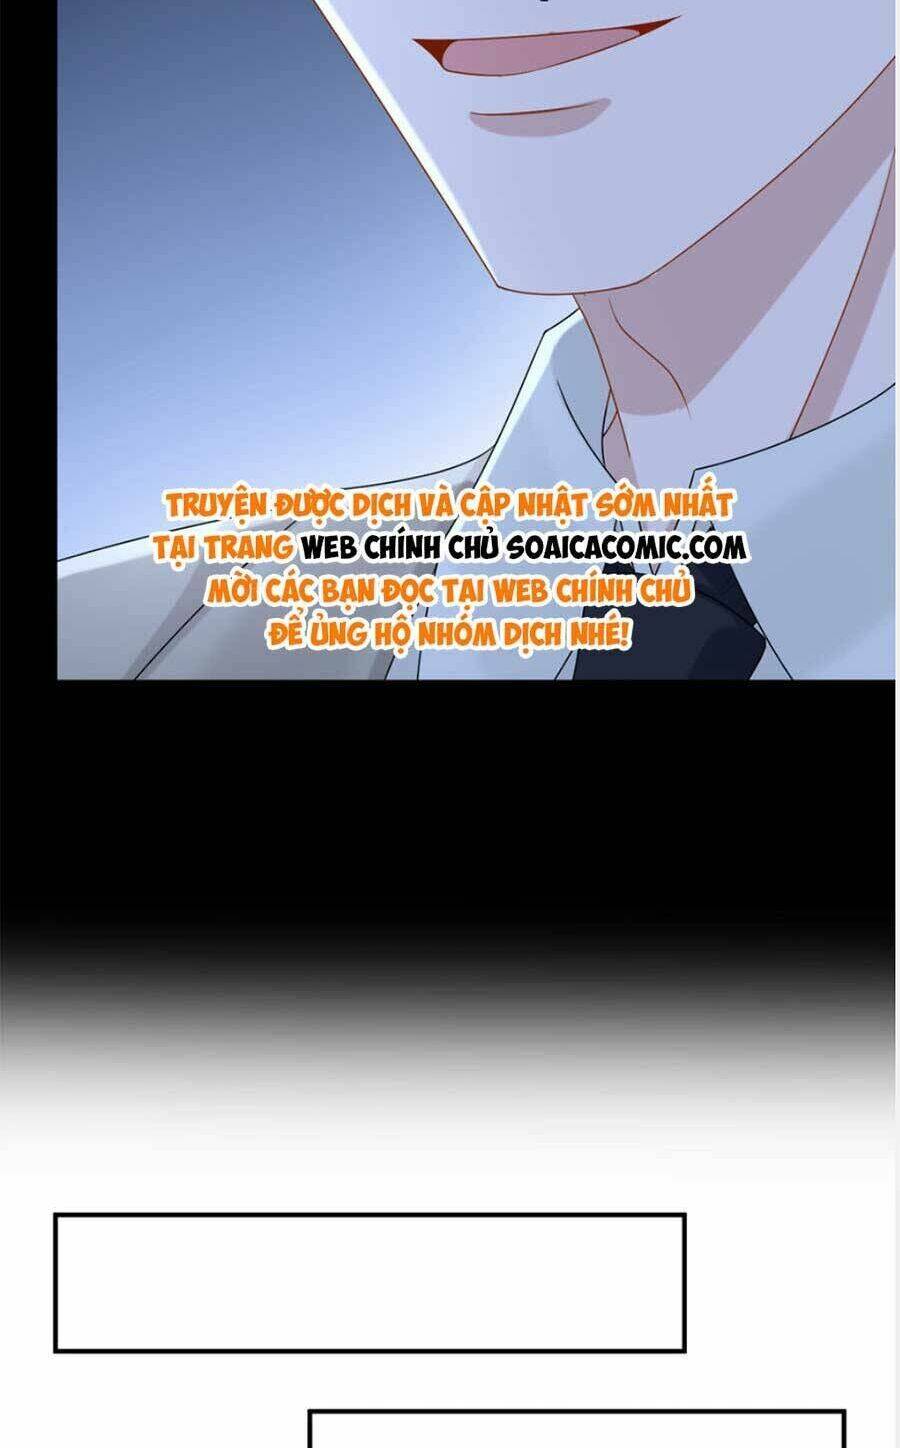 TRUYỆN ĐƯỢC DỊCH VÀ CẬP NHẬT SỚM NHẤT
TẠI TRANG WEB CHÍNH CHỦ SOAICACOMIC.COM
MỜI CÁC BẠN ĐỌC TẠI WEB CHÍNH CHỦ
ĐỂ ỦNG HỘ NHÓM DỊCH NHÉ!